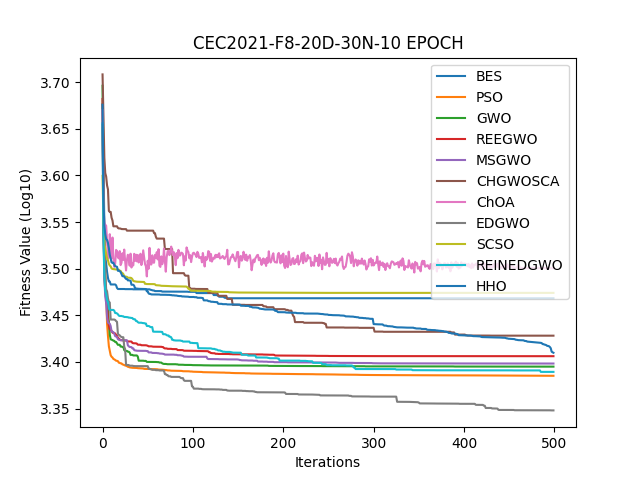 CEC2021-F8-20D-30N-10 EPOCH
Fitness Value (Log10)
3.70
3.65
3.60
3.55
3.50
3.45
3.40
3.35
BES
PSO
GWO
REEGWO
MSGWO
CHGWOSCA
ChOA
EDGWO
SCSO
REINEDGWO
HHO
0 100 200 300 400 500
Iterations